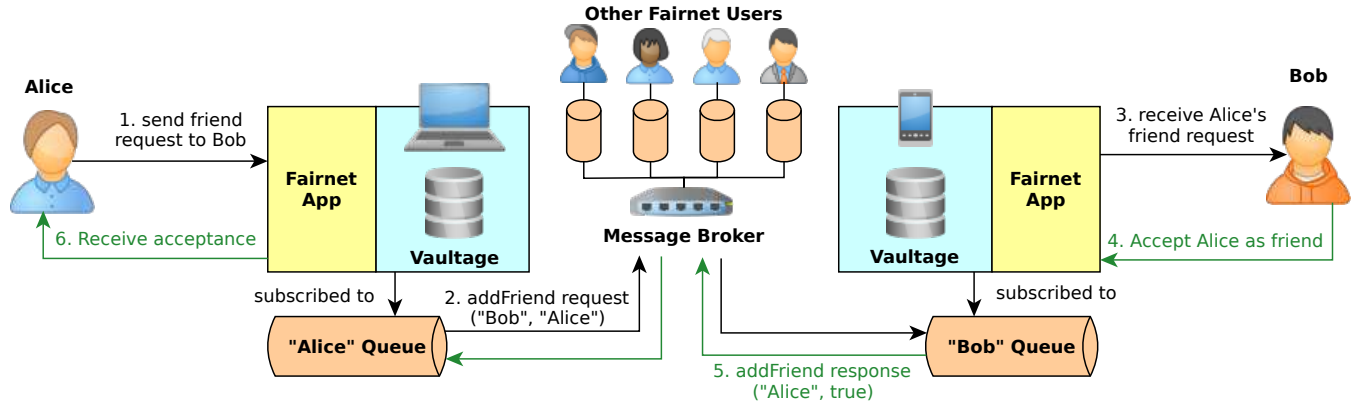 Other Fairnet Users
Alice
1. send friend
request to Bob
Fairnet
App
Vaultage
6. Receive acceptance
subscribed to
"Alice" Queue
2. addFriend request
("Bob", "Alice")
Message Broker
Bob
3. receive Alice's
friend request
Fairnet
App
Vaultage
4. Accept Alice as friend
subscribed to
"Bob" Queue
5. addFriend response
("Alice", true)